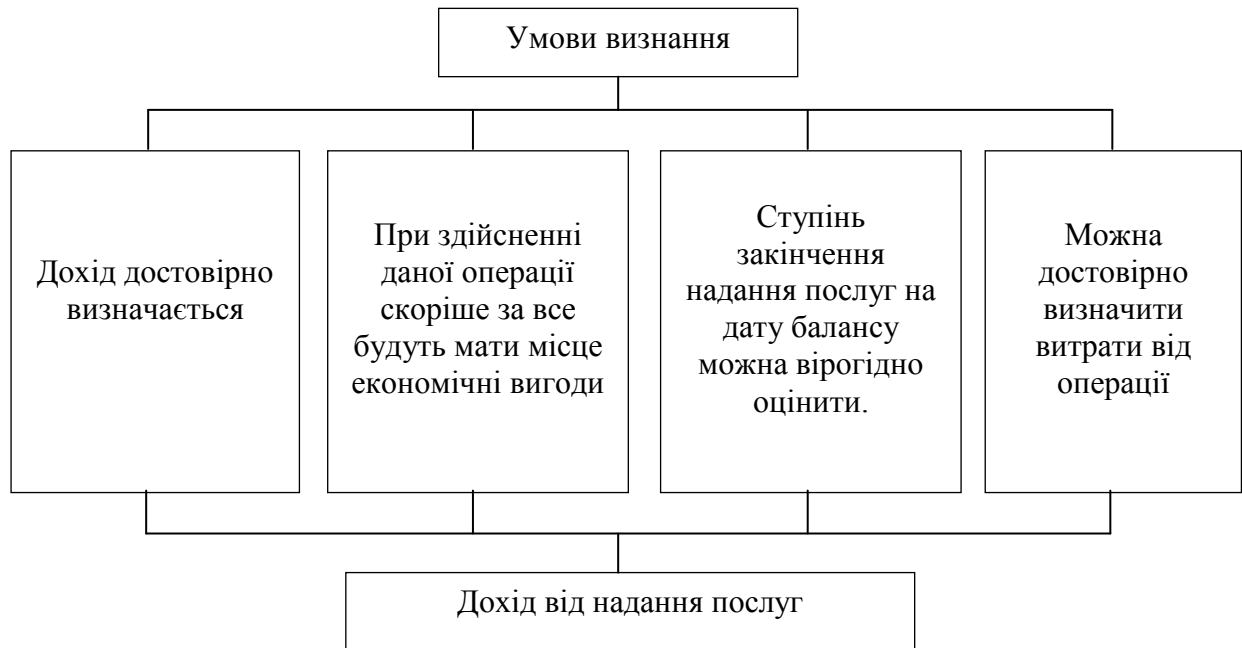 Умови визнання
Дохід достовірно
визначається
При здійсненні
даної операції
скоріше за все
будуть мати місце
економічні вигоди
Ступінь
закінчення
надання послуг на
дату балансу
можна вірогідно
оцінити.
Можна
достовірно
визначити
витрати від
операції
Дохід від надання послуг